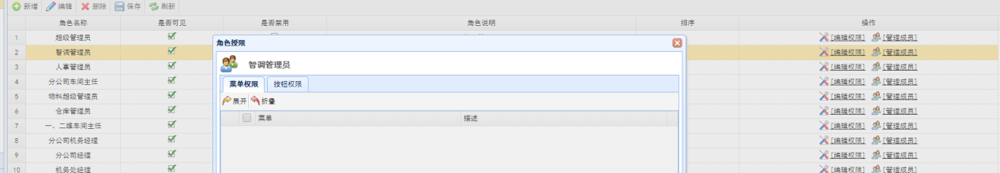 新增 编辑 删除 保存 刷新
角色名称 是否可见 是否禁用 角色说明 排序 操作
1 超级管理员 [编辑权限] [管理成员]
角色授限
2 智调管理员 [编辑权限] [管理成员]
智调管理员
3 人事管理员 [编辑权限] [管理成员]
4 分公司车间主任 [编辑权限] [管理成员]
菜单权限 按钮权限
5 物料超级管理员 [编辑权限] [管理成员]
展开 折叠
6 仓库管理员 [编辑权限] [管理成员]
菜单 描述
7 一、二维车间主任 [编辑权限] [管理成员]
8 分公司机务经理 [编辑权限] [管理成员]
9 分公司经理 [编辑权限] [管理成员]
10 机务处经理 [编辑权限] [管理成员]